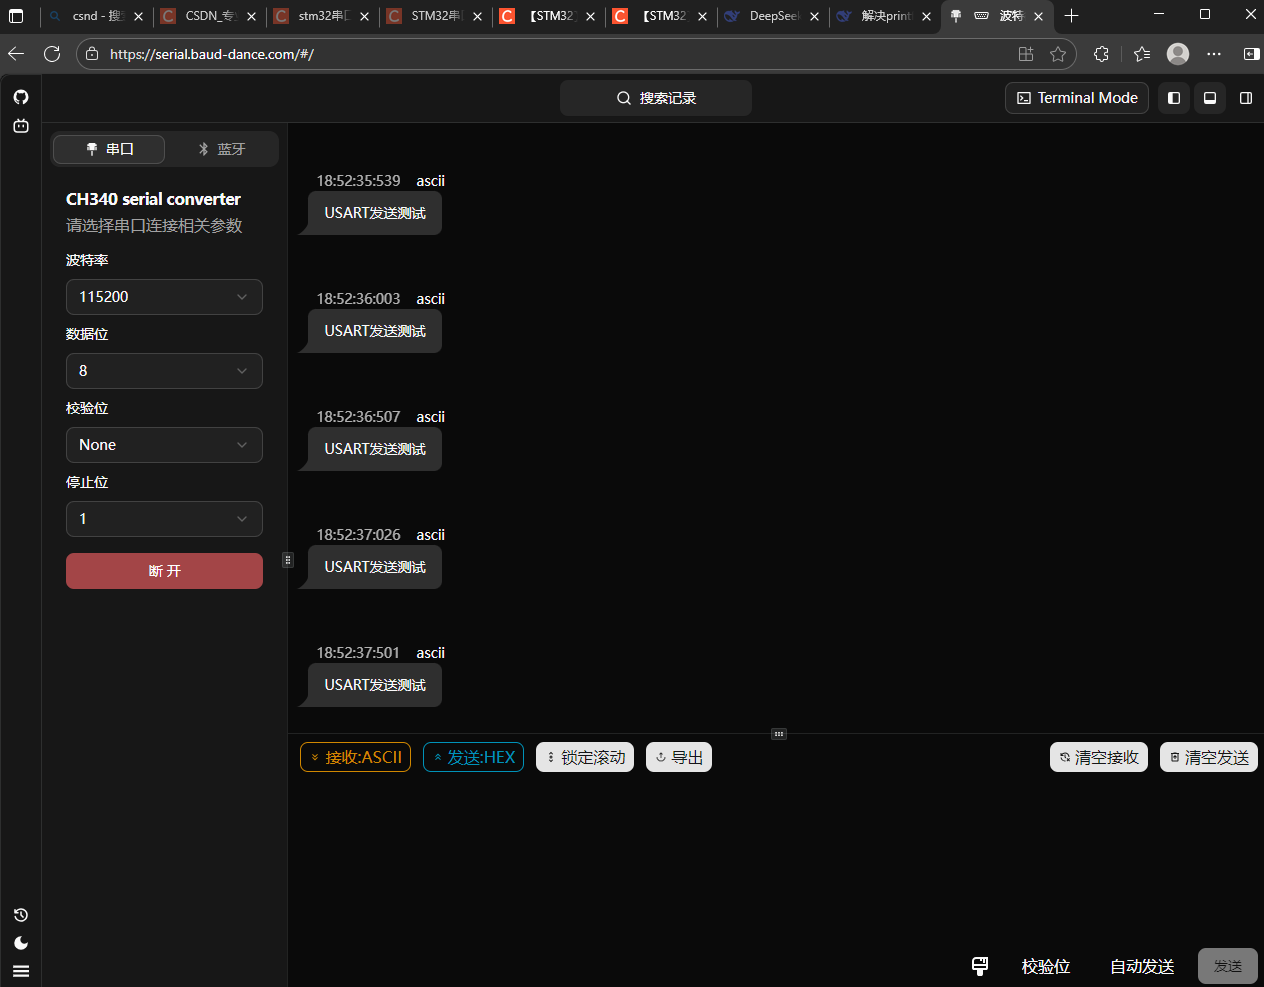 csnd - 搜
CSDN_专
stm32串口
STM32串
【STM32
【STM32
DeepSeek
解决print
波特
https://serial.baud-dance.com/#/
搜索记录
Terminal Mode
串口
蓝牙
CH340 serial converter
请选择串口连接相关参数
波特率
115200
数据位
8
校验位
None
停止位
1
断 开
18:52:35:539 ascii
USART发送测试
18:52:36:003 ascii
USART发送测试
18:52:36:507 ascii
USART发送测试
18:52:37:026 ascii
USART发送测试
18:52:37:501 ascii
USART发送测试
接收:ASCII
发送:HEX
锁定滚动
导出
清空接收
清空发送
校验位
自动发送
发送